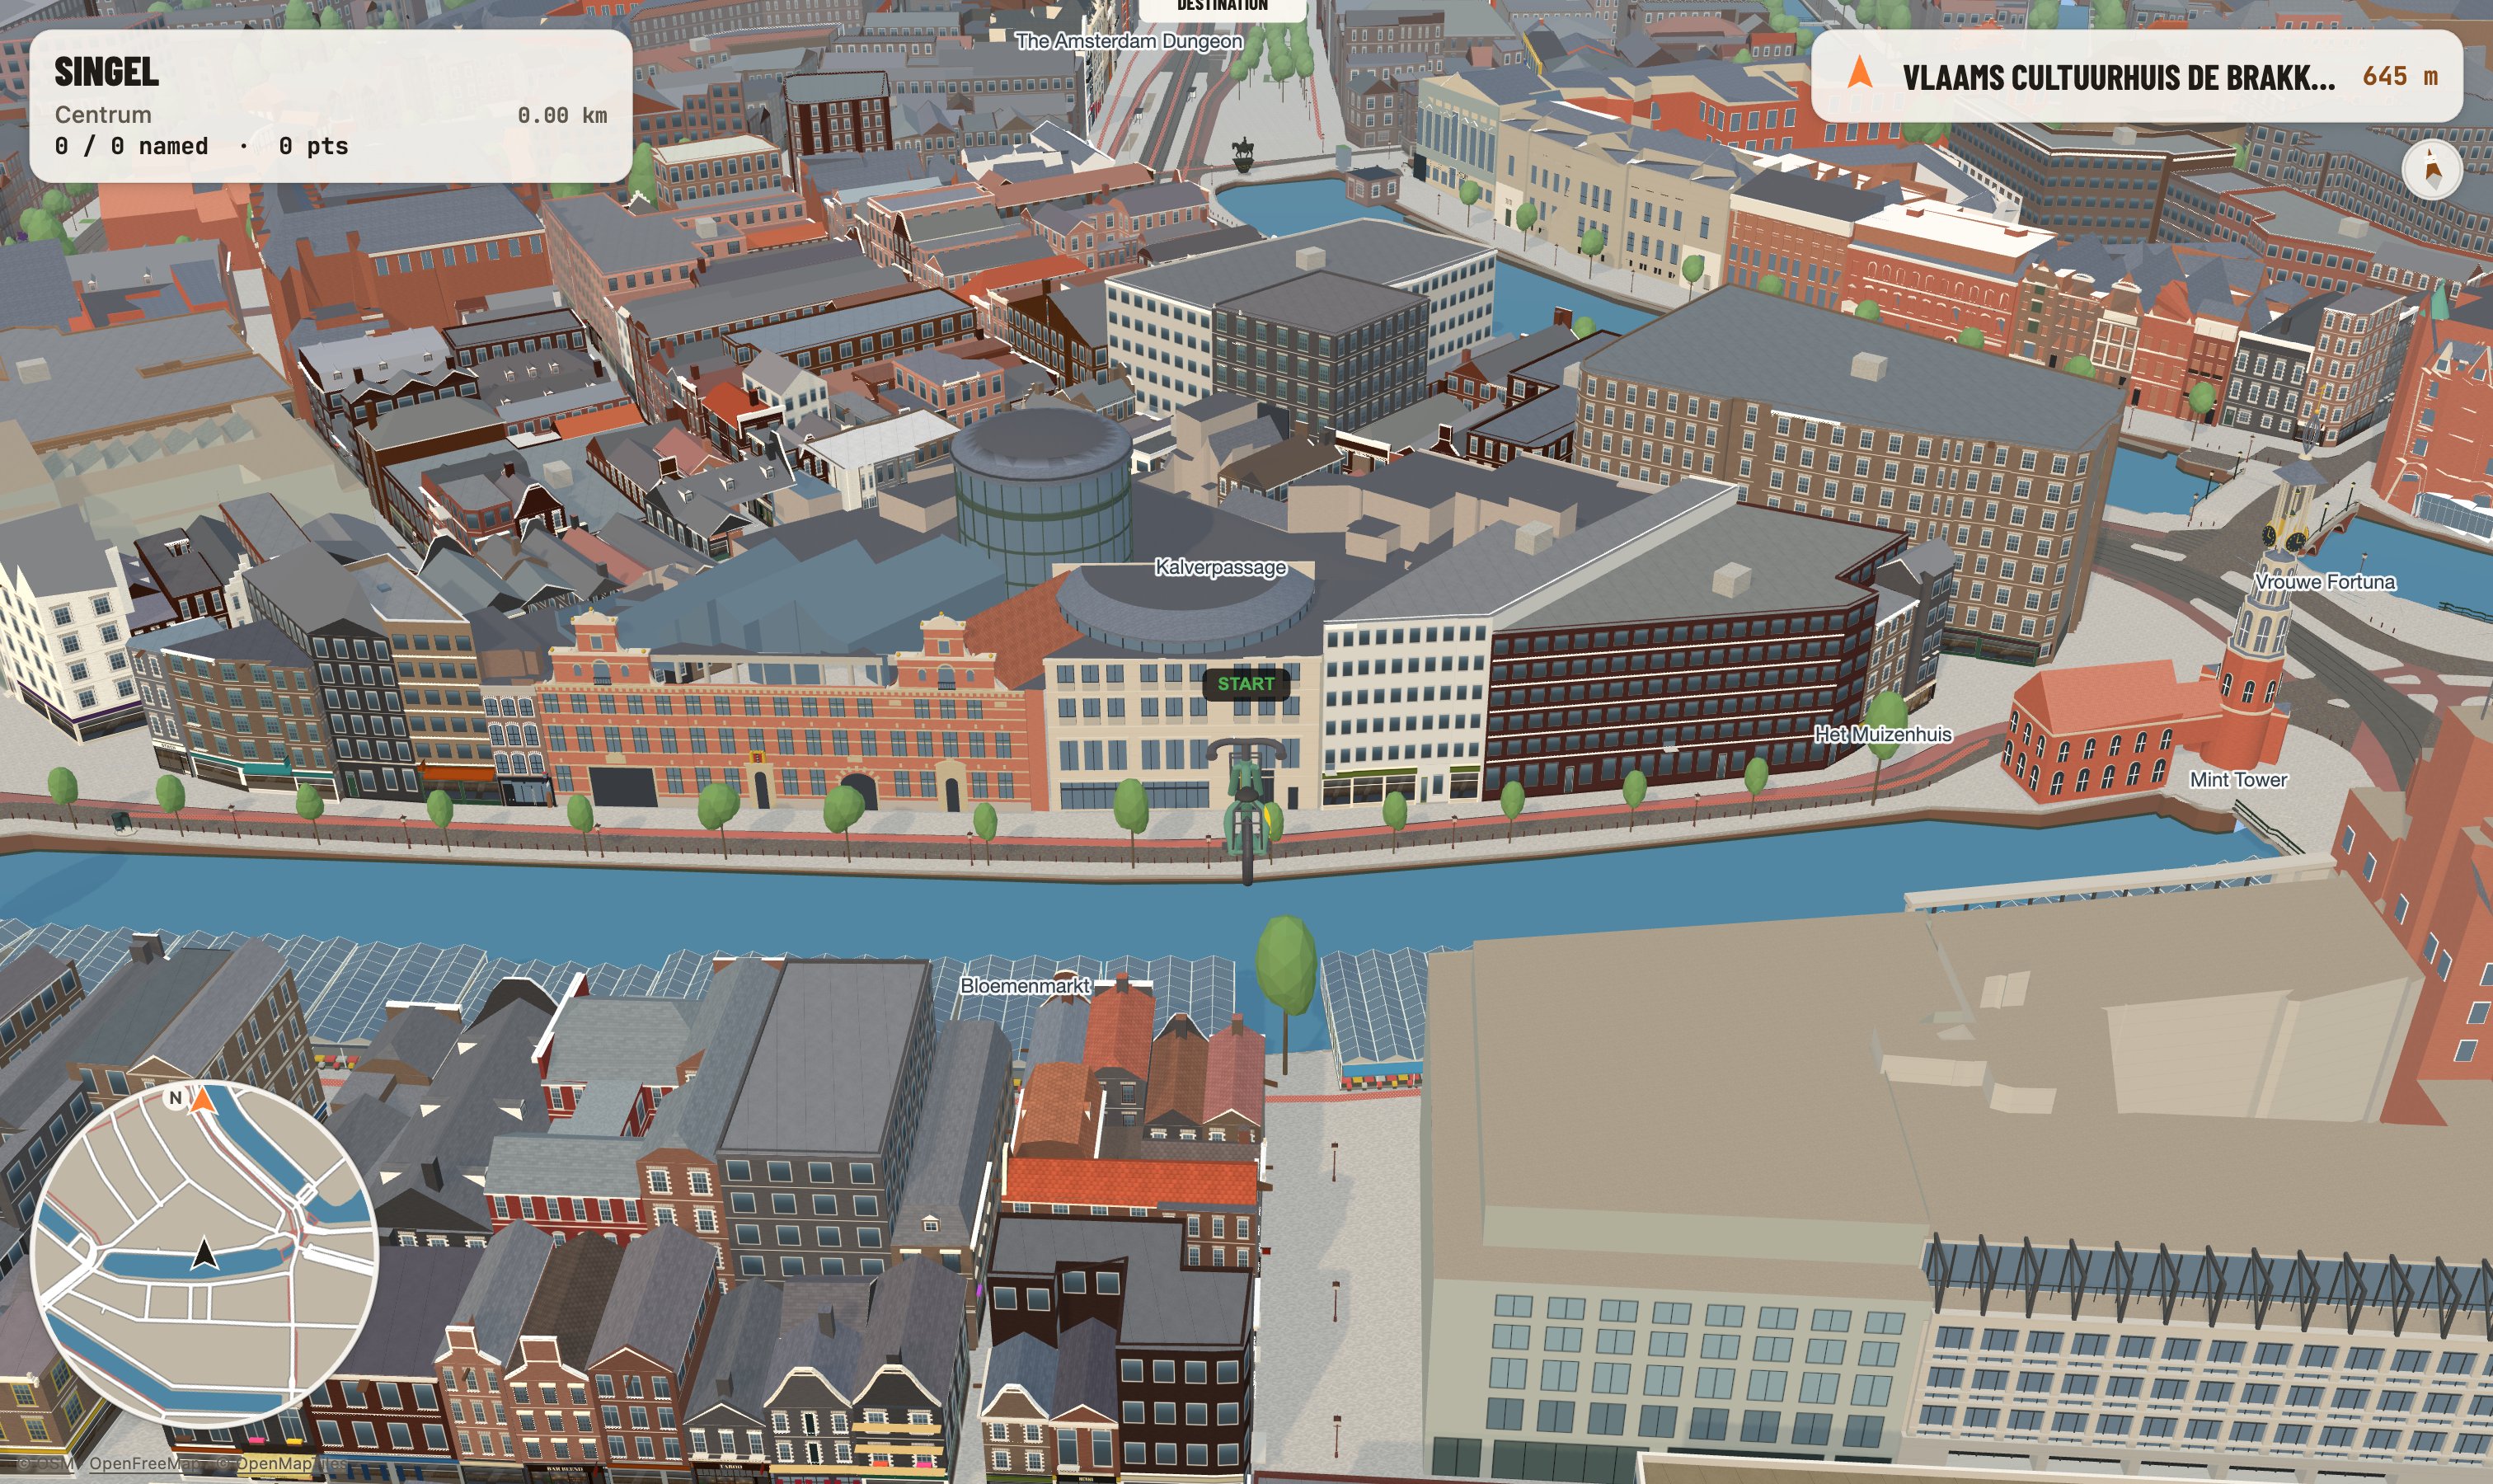 DESTINATION
The Amsterdam Dungeon
SINGEL
Centrum 0.00 km
0 / 0 named · 0 pts
VLAAMS CULTUURHUIS DE BRAKK... 645 m
Kalverpassage
Vrouwe Fortuna
START
Het Muizenhuis
Mint Tower
Bloemenmarkt
N
© OSM OpenFreeMap © OpenMapTiles